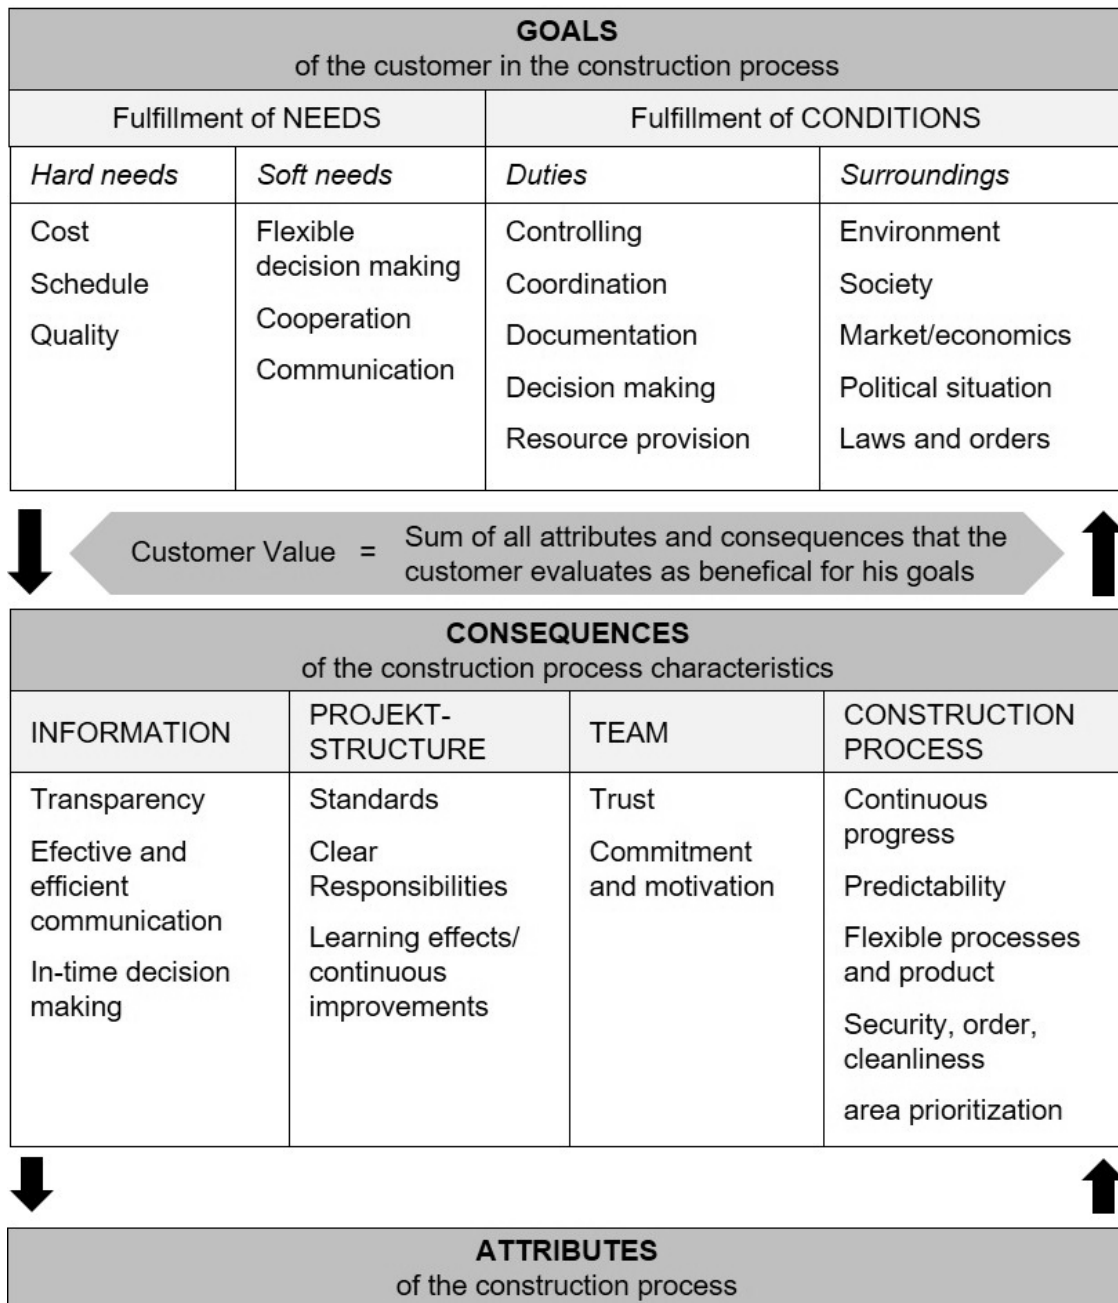 GOALS
of the customer in the construction process
Fulfillment of NEEDS
Fulfillment of CONDITIONS
Hard needs
Soft needs
Duties
Surroundings
Cost
Schedule
Quality
Flexible
decision making
Cooperation
Communication
Controlling
Coordination
Documentation
Decision making
Resource provision
Environment
Society
Market/economics
Political situation
Laws and orders
Customer Value = Sum of all attributes and consequences that the
customer evaluates as benefical for his goals
CONSEQUENCES
of the construction process characteristics
INFORMATION
PROJEKT-
STRUCTURE
TEAM
CONSTRUCTION
PROCESS
Transparency
Efective and
efficient
communication
In-time decision
making
Standards
Clear
Responsibilities
Learning effects/
continuous
improvements
Trust
Commitment
and motivation
Continuous
progress
Predictability
Flexible processes
and product
Security, order,
cleanliness
area prioritization
ATTRIBUTES
of the construction process